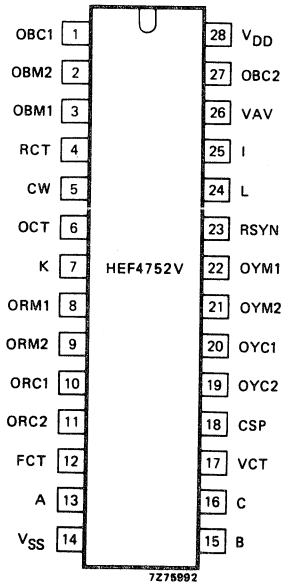 OBC1 1 28 VDD
OBM2 2 27 OBC2
OBM1 3 26 VAV
RCT 4 25 I
CW 5 24 L
OCT 6 23 RSYN
K 7 HEF4752V 22 OYM1
ORM1 8 21 OYM2
ORM2 9 20 OYC1
ORC1 10 19 OYC2
ORC2 11 18 CSP
FCT 12 17 VCT
A 13 16 C
VSS 14 15 B
7Z75992